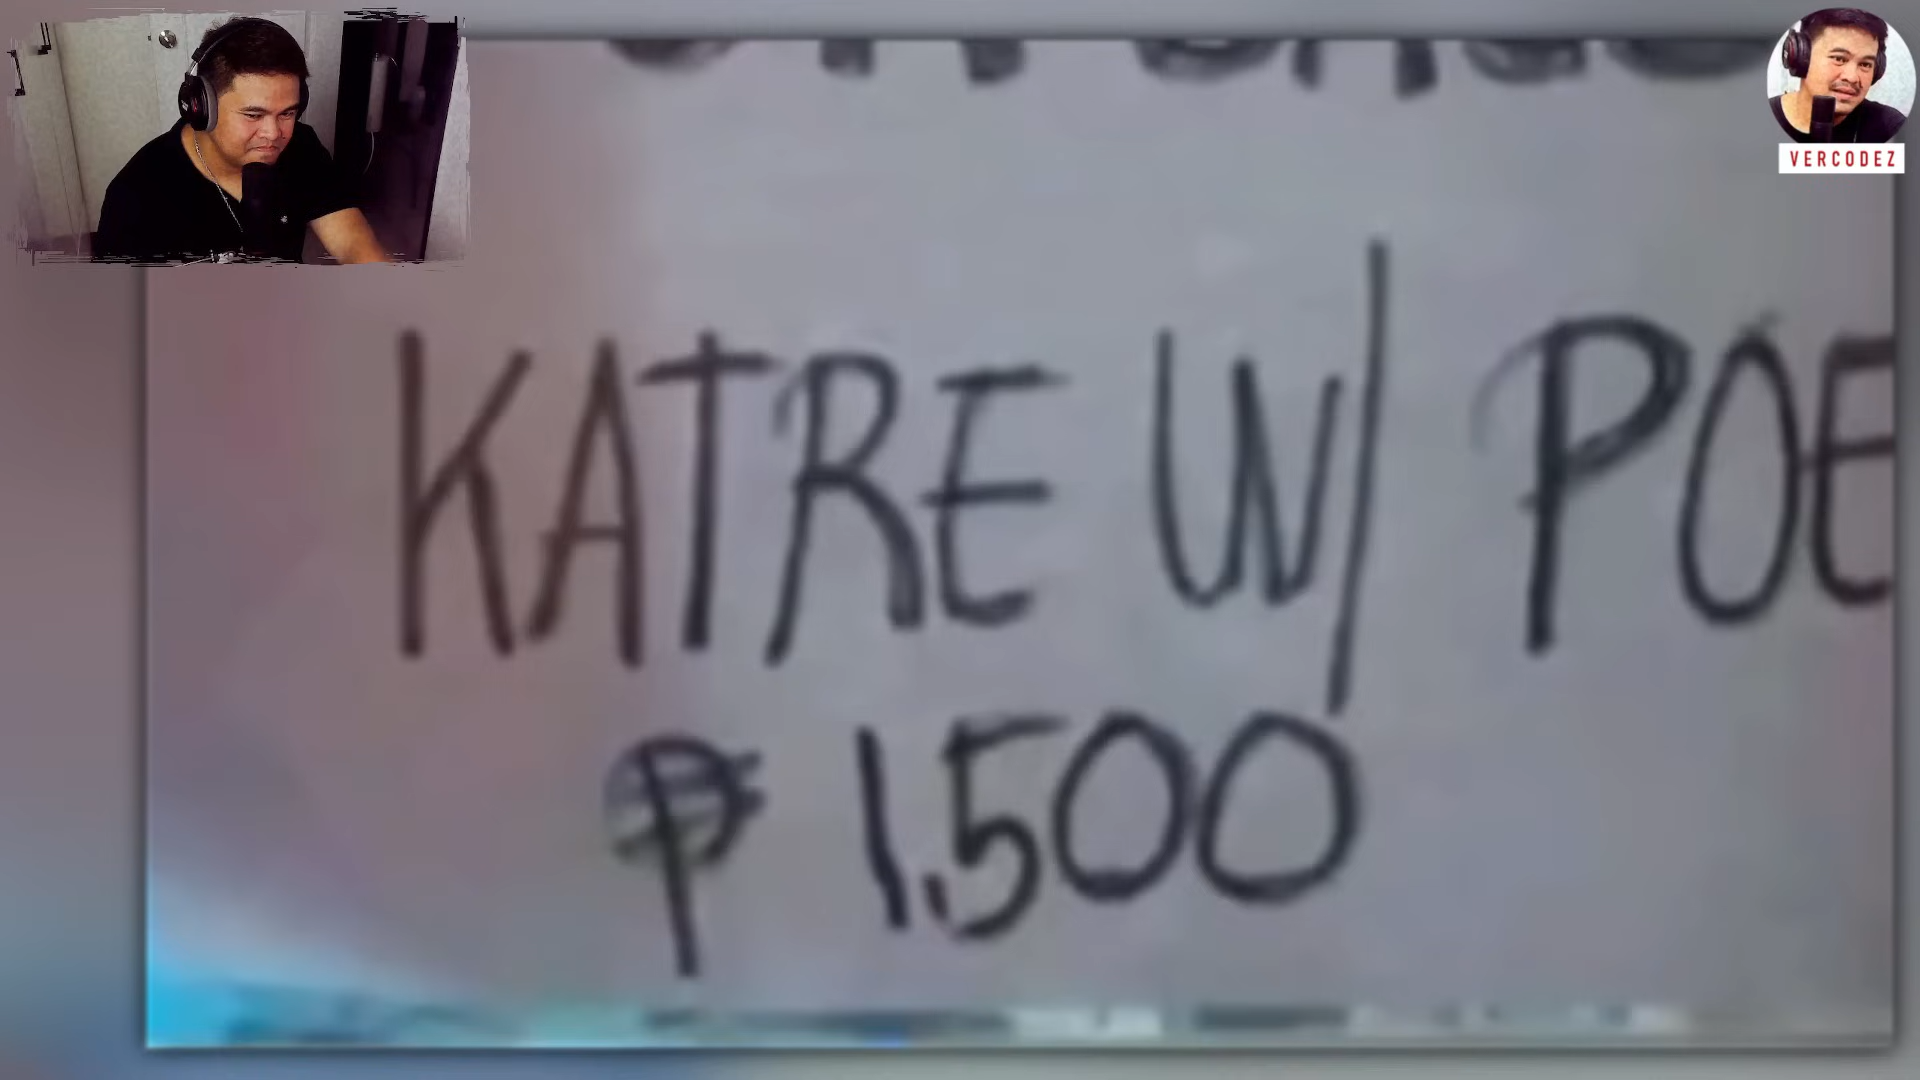 VERCODEZ
KATRE W/ POE
₱ 1,500